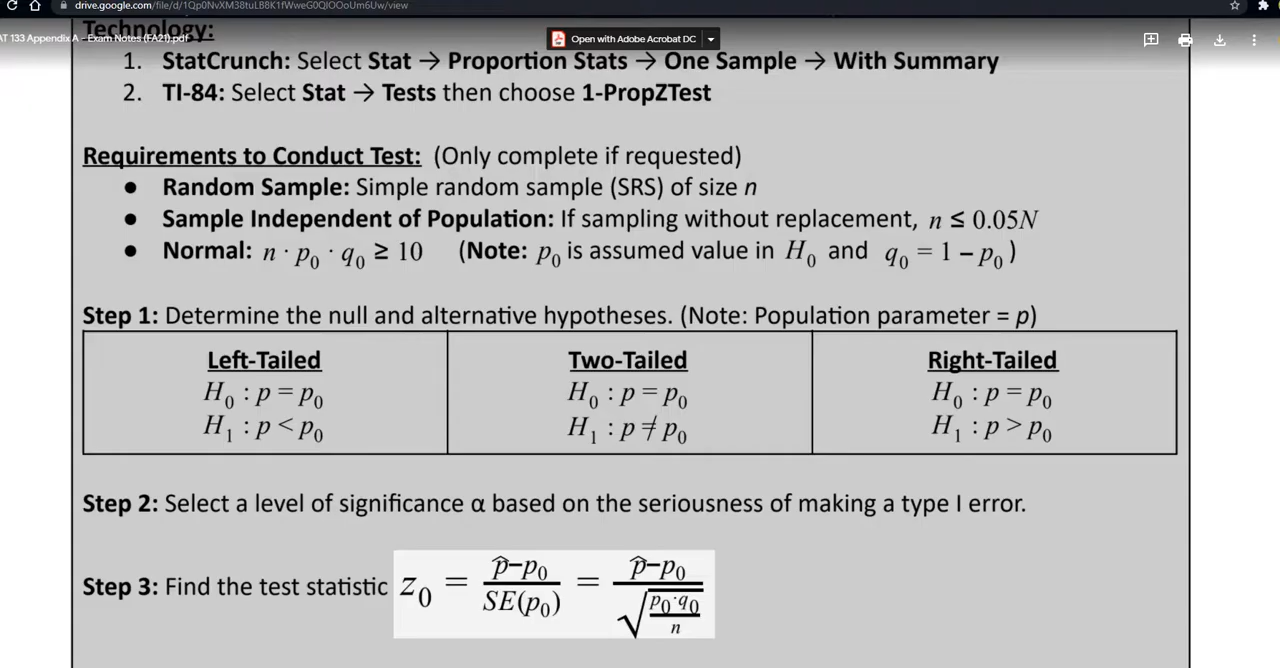 drive.google.com/file/d/1Qp0NvXM38tuLB8K1fWweG0QIOOoUm6Uw/view
Technology:
AT 133 Appendix A - Exam Notes (FA21).pdf
Open with Adobe Acrobat DC
1. StatCrunch: Select Stat → Proportion Stats → One Sample → With Summary
2. TI-84: Select Stat → Tests then choose 1-PropZTest
Requirements to Conduct Test: (Only complete if requested)
● Random Sample: Simple random sample (SRS) of size n
● Sample Independent of Population: If sampling without replacement, n ≤ 0.05N
● Normal: n · p₀ · q₀ ≥ 10 (Note: p₀ is assumed value in H₀ and q₀ = 1 − p₀)
Step 1: Determine the null and alternative hypotheses. (Note: Population parameter = p)
Left-Tailed
H₀ : p = p₀
H₁ : p < p₀
Two-Tailed
H₀ : p = p₀
H₁ : p ≠ p₀
Right-Tailed
H₀ : p = p₀
H₁ : p > p₀
Step 2: Select a level of significance α based on the seriousness of making a type I error.
Step 3: Find the test statistic z₀ = (p̂−p₀)/SE(p₀) = (p̂−p₀)/√(p₀·q₀/n)